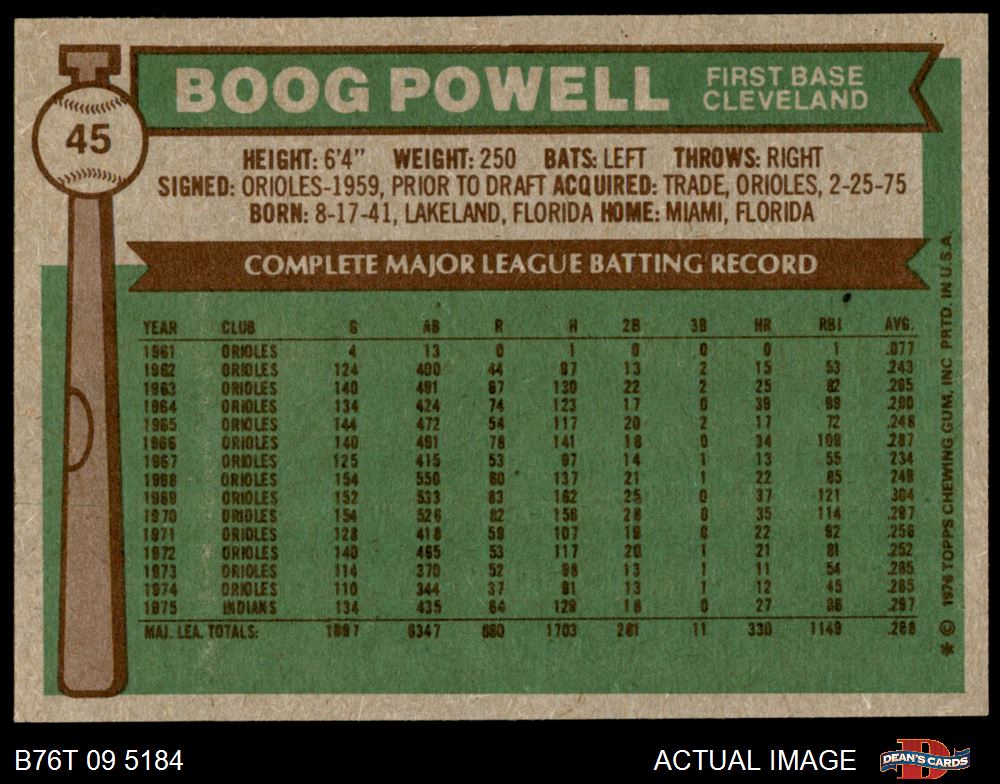 45
BOOG POWELL
FIRST BASE
CLEVELAND
HEIGHT: 6'4" WEIGHT: 250 BATS: LEFT THROWS: RIGHT
SIGNED: ORIOLES-1959, PRIOR TO DRAFT ACQUIRED: TRADE, ORIOLES, 2-25-75
BORN: 8-17-41, LAKELAND, FLORIDA HOME: MIAMI, FLORIDA
COMPLETE MAJOR LEAGUE BATTING RECORD
YEAR CLUB G AB R H 2B 3B HR RBI AVG.
1961 ORIOLES 4 13 0 1 0 0 0 1 .077
1962 ORIOLES 124 400 44 97 13 2 15 53 .243
1963 ORIOLES 140 491 67 130 22 2 25 82 .265
1964 ORIOLES 134 424 74 123 17 0 39 99 .290
1965 ORIOLES 144 472 54 117 20 2 17 72 .248
1966 ORIOLES 140 491 78 141 18 0 34 109 .287
1967 ORIOLES 125 415 53 97 14 1 13 55 .234
1968 ORIOLES 154 550 60 137 21 1 22 85 .249
1969 ORIOLES 152 533 83 162 25 0 37 121 .304
1970 ORIOLES 154 526 82 156 28 0 35 114 .297
1971 ORIOLES 128 418 59 107 19 0 22 92 .256
1972 ORIOLES 140 465 53 117 20 1 21 81 .252
1973 ORIOLES 114 370 52 98 13 1 11 54 .265
1974 ORIOLES 110 344 37 91 13 1 12 45 .265
1975 INDIANS 134 435 64 129 18 0 27 86 .297
MAJ. LEA. TOTALS: 1897 6347 860 1703 261 11 330 1149 .268
* © 1976 TOPPS CHEWING GUM, INC. PRTD. IN U.S.A.
B76T 09 5184
ACTUAL IMAGE
D
DEAN'S CARDS